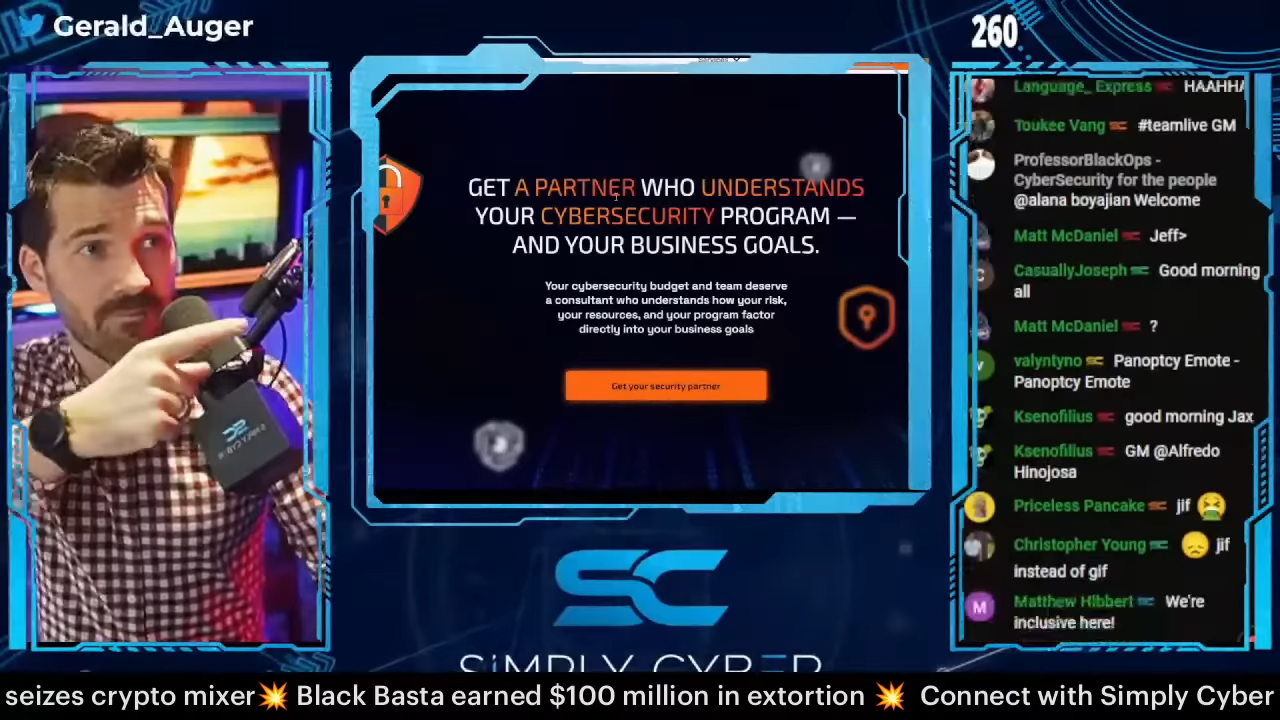 Gerald_Auger
260
Services
GET A PARTNER WHO UNDERSTANDS
YOUR CYBERSECURITY PROGRAM —
AND YOUR BUSINESS GOALS.
Your cybersecurity budget and team deserve
a consultant who understands how your risk,
your resources, and your program factor
directly into your business goals
Get your security partner
SC
SiMPLY CYBER
Language_ Express HAAHHA
Toukee Vang #teamlive GM
ProfessorBlackOps -
CyberSecurity for the people
@alana boyajian Welcome
Matt McDaniel Jeff>
CasuallyJoseph Good morning
all
Matt McDaniel ?
valyntyno Panoptcy Emote -
Panoptcy Emote
Ksenofilius good morning Jax
Ksenofilius GM @Alfredo
Hinojosa
Priceless Pancake jif 🤮
Christopher Young 😞 jif
instead of gif
M
Matthew Hibbert We're
inclusive here!
seizes crypto mixer💥 Black Basta earned $100 million in extortion 💥 Connect with Simply Cyber